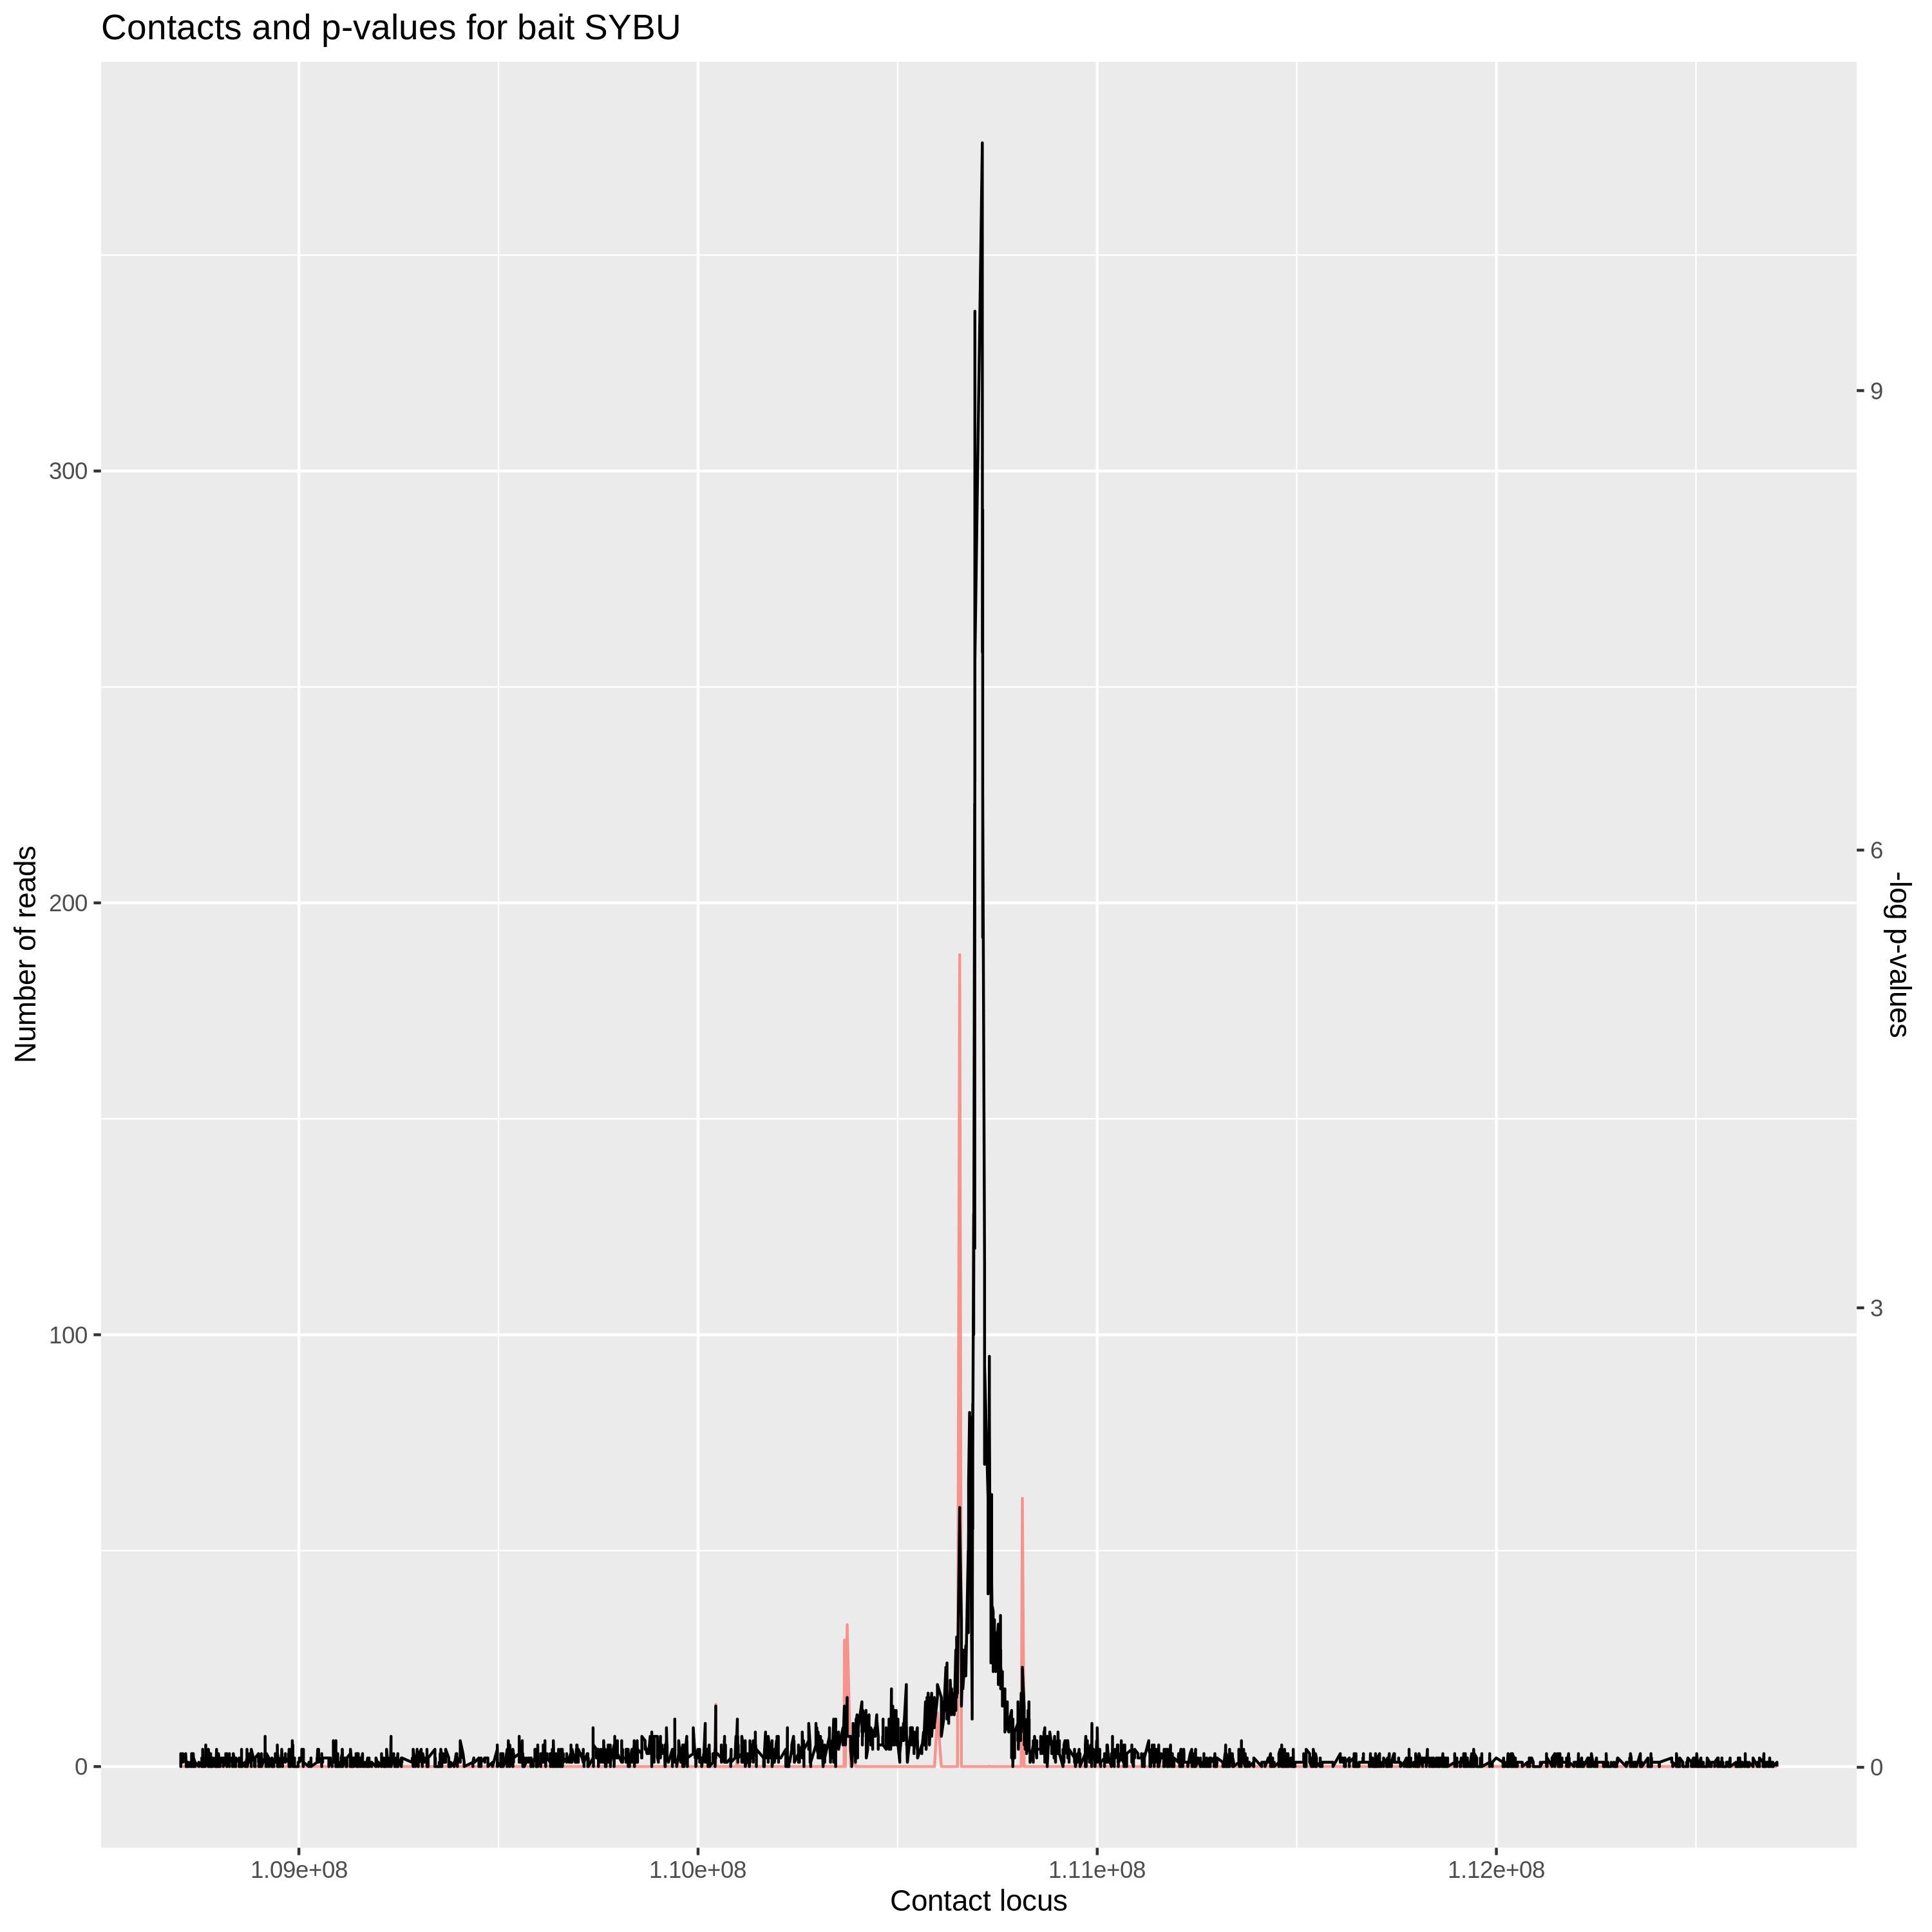 Contacts and p-values for bait SYBU
Number of reads
300
200
100
0
9
6
3
0
-log p-values
1.09e+08 1.10e+08 1.11e+08 1.12e+08
Contact locus